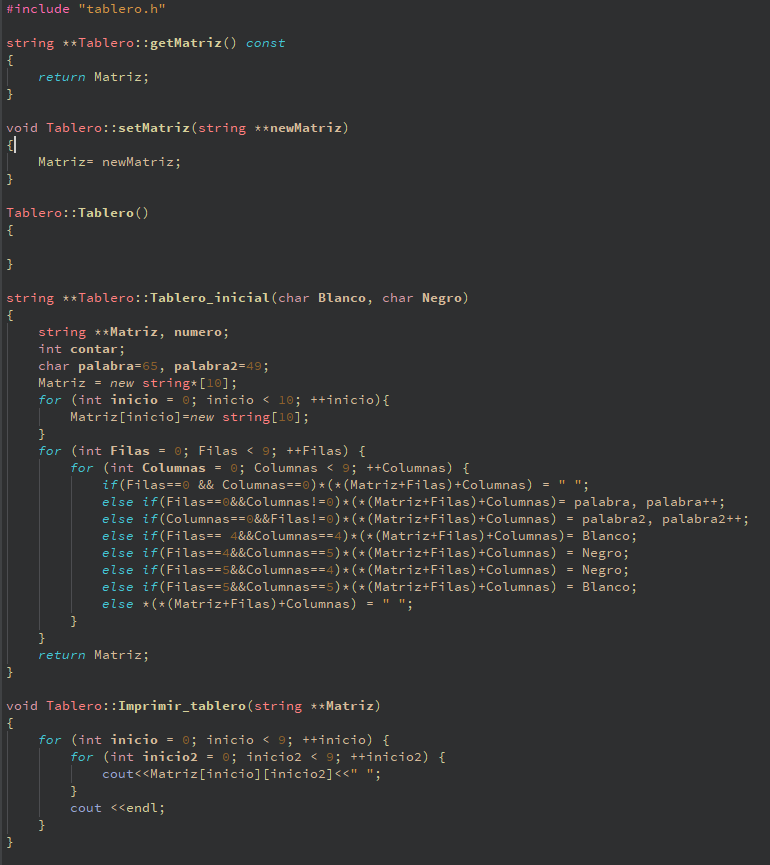 #include "tablero.h"
string **Tablero::getMatriz() const
{
return Matriz;
}
void Tablero::setMatriz(string **newMatriz)
{
Matriz= newMatriz;
}
Tablero::Tablero()
{
}
string **Tablero::Tablero_inicial(char Blanco, char Negro)
{
string **Matriz, numero;
int contar;
char palabra=65, palabra2=49;
Matriz = new string*[10];
for (int inicio = 0; inicio < 10; ++inicio){
Matriz[inicio]=new string[10];
}
for (int Filas = 0; Filas < 9; ++Filas) {
for (int Columnas = 0; Columnas < 9; ++Columnas) {
if(Filas==0 && Columnas==0)*(*(Matriz+Filas)+Columnas) = " ";
else if(Filas==0&&Columnas!=0)*(*(Matriz+Filas)+Columnas)= palabra, palabra++;
else if(Columnas==0&&Filas!=0)*(*(Matriz+Filas)+Columnas) = palabra2, palabra2++;
else if(Filas== 4&&Columnas==4)*(*(Matriz+Filas)+Columnas)= Blanco;
else if(Filas==4&&Columnas==5)*(*(Matriz+Filas)+Columnas) = Negro;
else if(Filas==5&&Columnas==4)*(*(Matriz+Filas)+Columnas) = Negro;
else if(Filas==5&&Columnas==5)*(*(Matriz+Filas)+Columnas) = Blanco;
else *(*(Matriz+Filas)+Columnas) = " ";
}
}
return Matriz;
}
void Tablero::Imprimir_tablero(string **Matriz)
{
for (int inicio = 0; inicio < 9; ++inicio) {
for (int inicio2 = 0; inicio2 < 9; ++inicio2) {
cout<<Matriz[inicio][inicio2]<<" ";
}
cout <<endl;
}
}